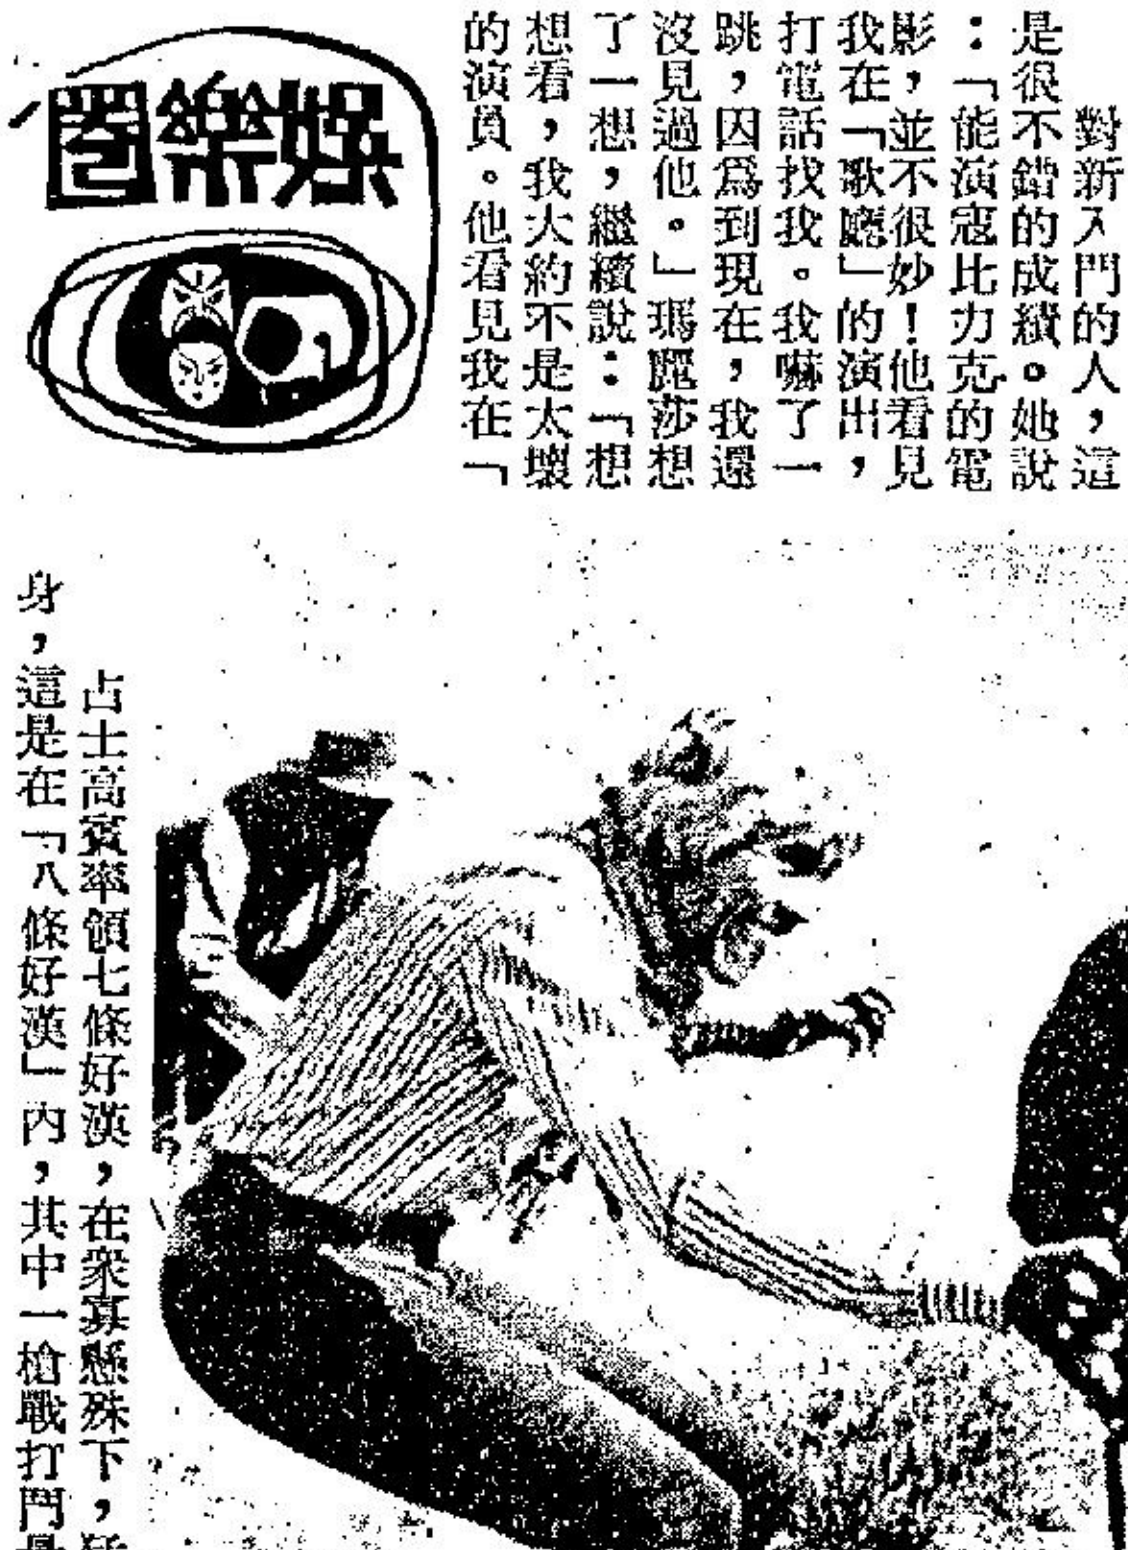 對新入門的人，這
是很不錯的成績。她說
：「能演寇比力克的電
影，並不很妙！他看見
我在「歌廳」的演出，
打電話找我。我嚇了一
跳，因爲到現在，我還
沒見過他。」瑪麗莎想
了一想，繼續說：「想
想看，我大約不是太壞
的演員。他看見我在「
娛樂圈
占士高賓率領七條好漢，在衆寡懸殊下，
身，這是在「八條好漢」內，其中一槍戰打鬥